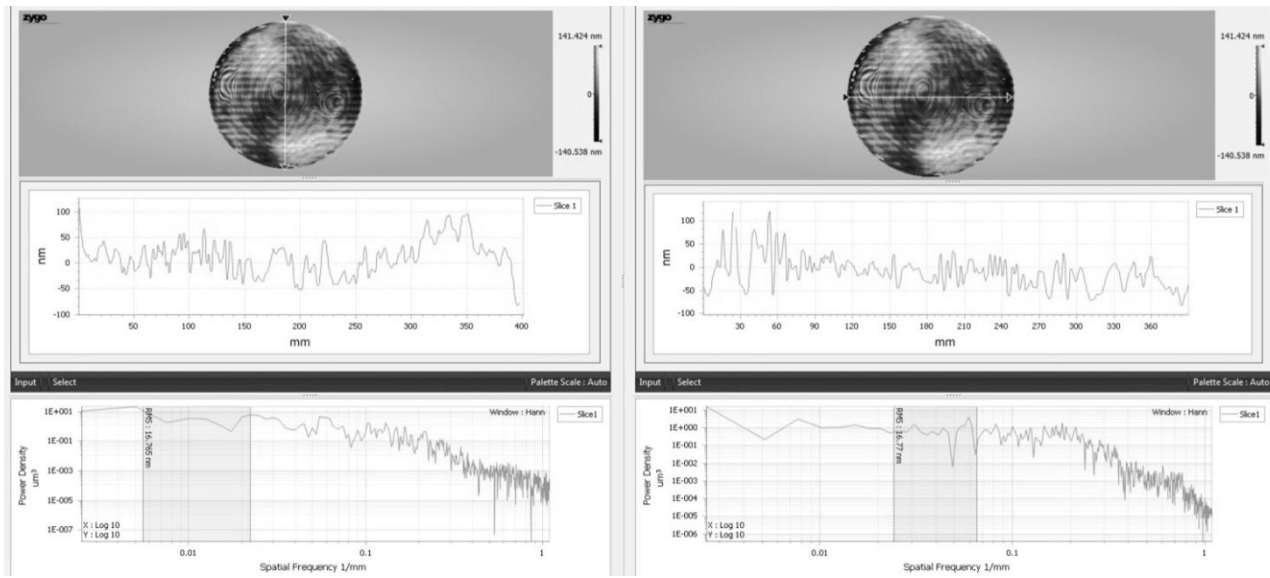 zygo
141.424 nm
0
-140.538 nm
Slice 1
100
50
0
-50
-100
nm
50 100 150 200 250 300 350 400
mm
Input Select Palette Scale : Auto
1E+001
1E-001
1E-003
1E-005
1E-007
Power Density
um³
RMS : 16.765 nm
Window : Hann
Slice1
X : Log 10
Y : Log 10
0.01 0.1 1
Spatial Frequency 1/mm
zygo
141.424 nm
0
-140.538 nm
Slice 1
100
50
0
-50
-100
nm
30 60 90 120 150 180 210 240 270 300 330 360
mm
Input Select Palette Scale : Auto
1E+001
1E+000
1E-001
1E-002
1E-003
1E-004
1E-005
1E-006
Power Density
um³
RMS : 16.77 nm
Window : Hann
Slice1
X : Log 10
Y : Log 10
0.01 0.1 1
Spatial Frequency 1/mm